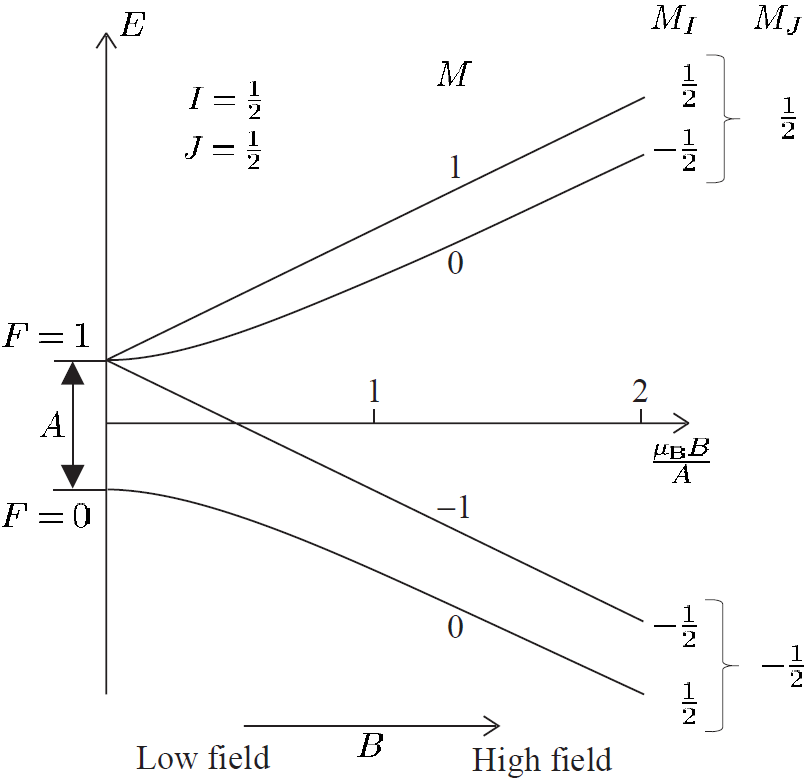 E
M_I M_J
I = 1/2
M
1/2
1/2
J = 1/2
-1/2
1
0
F = 1
1
2
A
μ_B B/A
F = 0
–1
-1/2
0
-1/2
1/2
B
Low field
High field